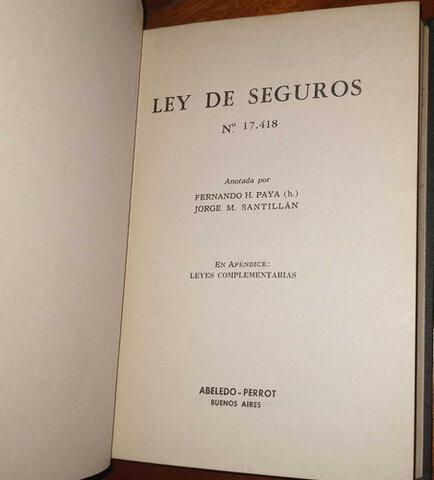 LEY DE SEGUROS
Nº. 17.418
Anotada por
FERNANDO H. PAYA (h.)
JORGE M. SANTILLÁN
EN APÉNDICE:
LEYES COMPLEMENTARIAS
ABELEDO-PERROT
BUENOS AIRES